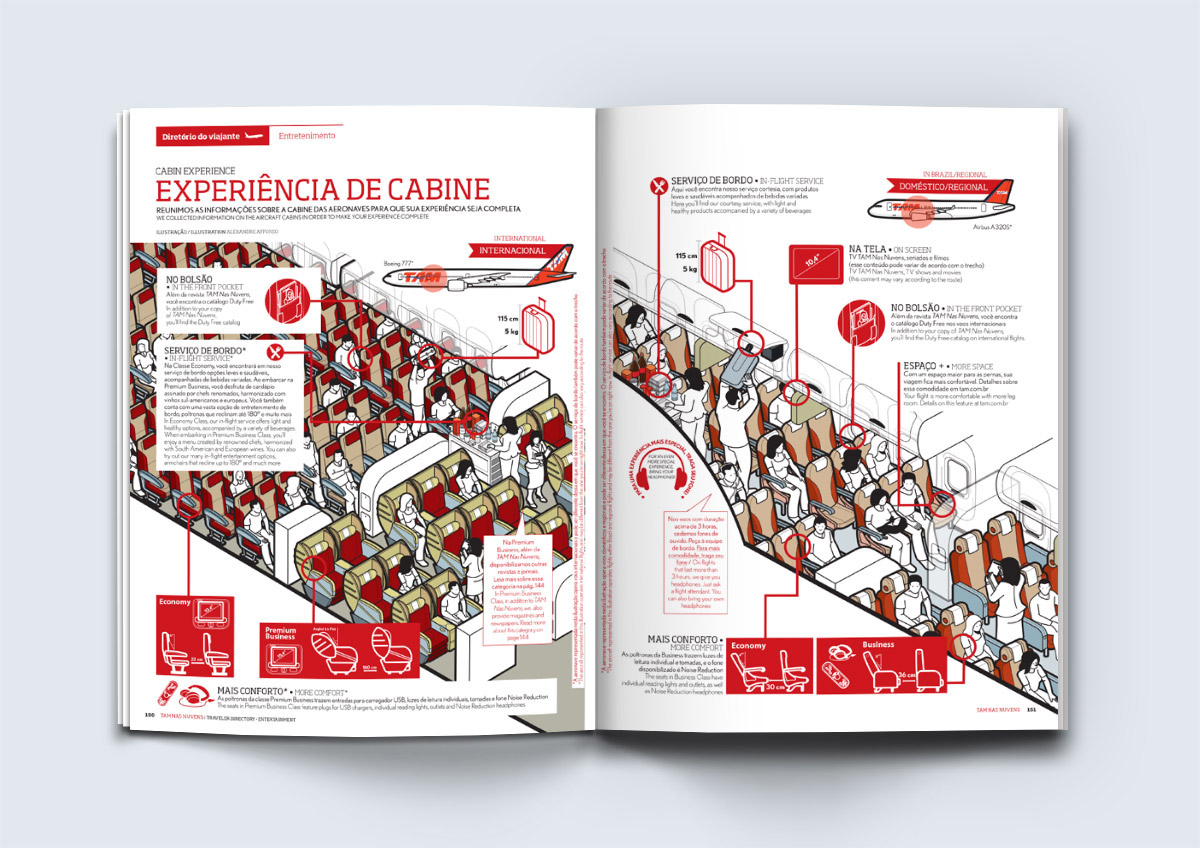 Diretório do viajante
Entretenimento
CABIN EXPERIENCE
EXPERIÊNCIA DE CABINE
REUNIMOS AS INFORMAÇÕES SOBRE A CABINE DAS AERONAVES PARA QUE SUA EXPERIÊNCIA SEJA COMPLETA
WE COLLECTED INFORMATION ON THE AIRCRAFT CABINS IN ORDER TO MAKE YOUR EXPERIENCE COMPLETE
ILUSTRAÇÃO / ILLUSTRATION ALEXANDRE AFFONSO
INTERNATIONAL
INTERNACIONAL
Boeing 777*
TAM
NO BOLSÃO
• IN THE FRONT POCKET
Além da revista TAM Nas Nuvens,
você encontra o catálogo Duty Free
In addition to your copy
of TAM Nas Nuvens,
you'll find the Duty Free catalog
115 cm
5 kg
SERVIÇO DE BORDO*
• IN-FLIGHT SERVICE*
Na Classe Economy, você encontrará em nosso
serviço de bordo opções leves e saudáveis,
acompanhadas de bebidas variadas. Ao embarcar na
Premium Business, você desfruta de cardápio
assinado por chefs renomados, harmonizado com
vinhos sul-americanos e europeus. Você também
conta com uma vasta opção de entretenimento de
bordo, poltronas que reclinam até 180° e muito mais
In Economy Class, our in-flight service offers light and
healthy options, accompanied by a variety of beverages
When embarking in Premium Business Class, you'll
enjoy a menu created by renowned chefs, harmonized
with South American and European wines. You can also
try out our many in-flight entertainment options,
armchairs that recline up to 180° and much more
Na Premium
Business, além da
TAM Nas Nuvens,
disponibilizamos outras
revistas e jornais.
Leia mais sobre essa
categoria na pág. 144
In Premium Business
Class, in addition to TAM
Nas Nuvens, we also
provide magazines and
newspapers. Read more
about this category on
page 144
Economy
Premium
Business
MAIS CONFORTO* • MORE COMFORT*
As poltronas da classe Premium Business trazem entradas para carregador USB, luzes de leitura individuais, tomadas e fone Noise Reduction
The seats in Premium Business Class feature plugs for USB chargers, individual reading lights, outlets and Noise Reduction headphones
150 TAM NAS NUVENS / TRAVELER DIRECTORY • ENTERTAINMENT
SERVIÇO DE BORDO • IN-FLIGHT SERVICE
Aqui você encontra nosso serviço cortesia, com produtos
leves e saudáveis acompanhados de bebidas variadas
Here you'll find our courtesy service, with light and
healthy products accompanied by a variety of beverages
IN BRAZIL/REGIONAL
DOMÉSTICO/REGIONAL
TAM
Airbus A320S*
115 cm
5 kg
10,4"
NA TELA • ON SCREEN
TV TAM Nas Nuvens, seriados e filmes
(esse conteúdo pode variar de acordo com o trecho)
TV TAM Nas Nuvens, TV shows and movies
(this content may vary according to the route)
NO BOLSÃO • IN THE FRONT POCKET
Além da revista TAM Nas Nuvens, você encontra
o catálogo Duty Free nos voos internacionais
In addition to your copy of TAM Nas Nuvens,
you'll find the Duty Free catalog on international flights.
ESPAÇO + • MORE SPACE
Com um espaço maior para as pernas, sua
viagem fica mais confortável. Detalhes sobre
essa comodidade em tam.com.br
Your flight is more comfortable with more leg
room. Details on this feature at tam.com.br
PARA UMA EXPERIÊNCIA MAIS ESPECIAL, TRAGA SEU FONE!
FOR AN EVEN
MORE SPECIAL
EXPERIENCE,
BRING YOUR
HEADPHONES!
Nos voos com duração
acima de 3 horas,
cedemos fones de
ouvido. Peça à equipe
de bordo. Para mais
comodidade, traga seu
fone / On flights
that last more than
3 hours, we give you
headphones. Just ask
a flight attendant. You
can also bring your own
headphones
MAIS CONFORTO •
MORE COMFORT
As poltronas da Business trazem luzes de
leitura individual e tomadas, e o fone
disponibilizado é Noise Reduction
The seats in Business Class have
individual reading lights and outlets, as well
as Noise Reduction headphones
Economy
30 cm
Business
36 cm
TAM NAS NUVENS 151